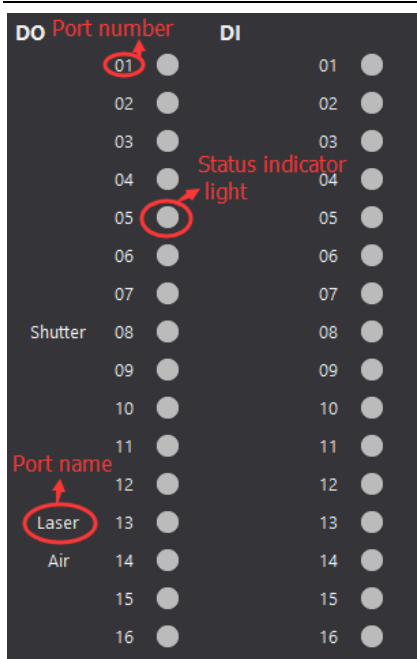 DO Port number DI
01 01
02 02
03 03
Status indicator
04 04
light
05 05
06 06
07 07
Shutter 08 08
09 09
10 10
11 11
Port name
12 12
Laser 13 13
Air 14 14
15 15
16 16